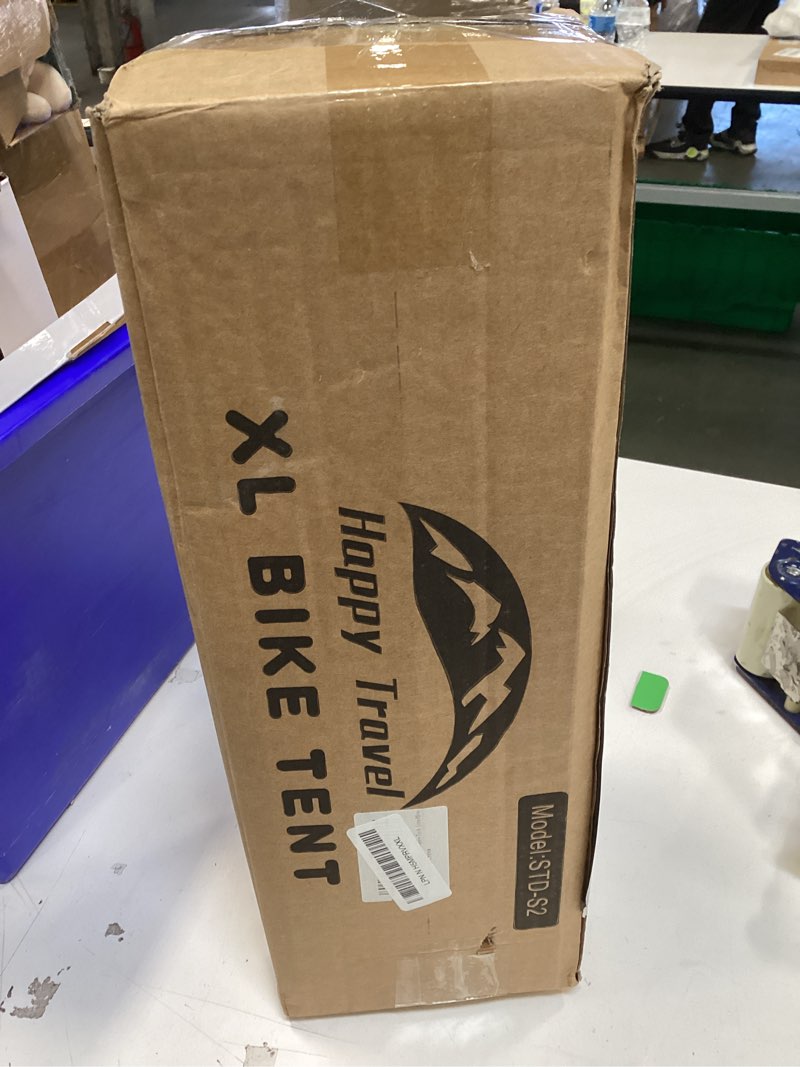 Model:STD-S2
Happy Travel
XL BIKE TENT